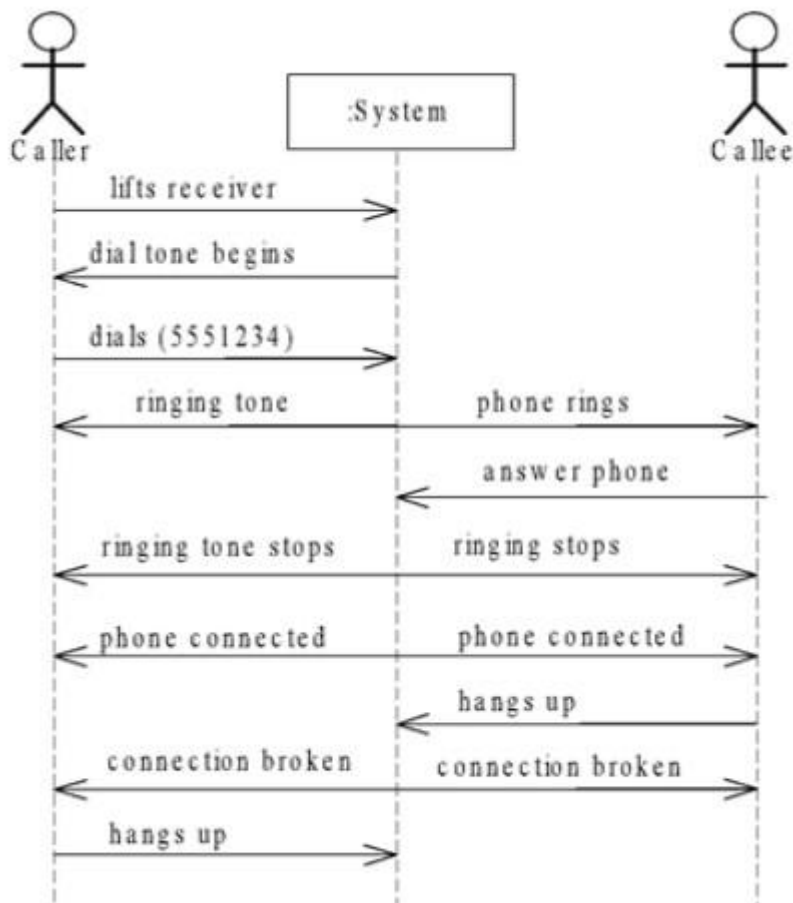 :System
Caller
Callee
lifts receiver
dial tone begins
dials (5551234)
ringing tone
phone rings
answer phone
ringing tone stops
ringing stops
phone connected
phone connected
hangs up
connection broken
connection broken
hangs up